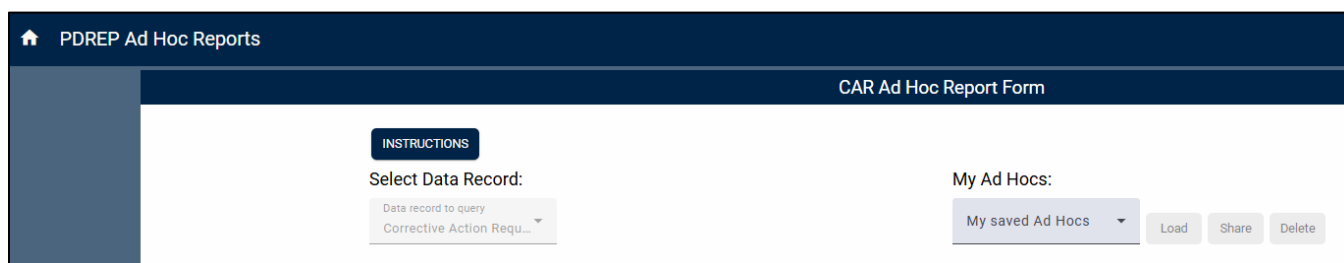 PDREP Ad Hoc Reports
CAR Ad Hoc Report Form
INSTRUCTIONS
Select Data Record:
Data record to query
Corrective Action Requ...
My Ad Hocs:
My saved Ad Hocs
Load
Share
Delete